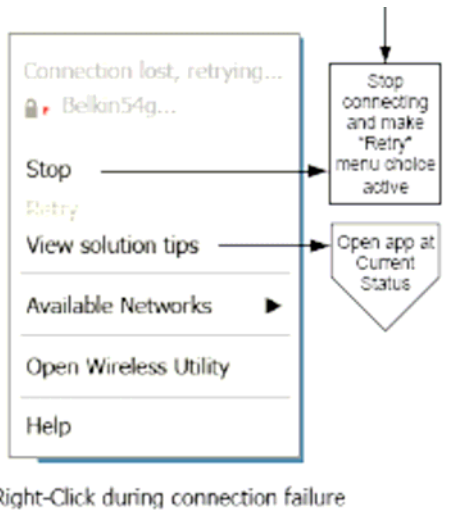 Connection lost, retrying...
Belkin54g...
Stop
Retry
View solution tips
Available Networks
Open Wireless Utility
Help
Stop
connecting
and make
"Retry"
menu choice
active
Open app at
Current
Status
Right-Click during connection failure